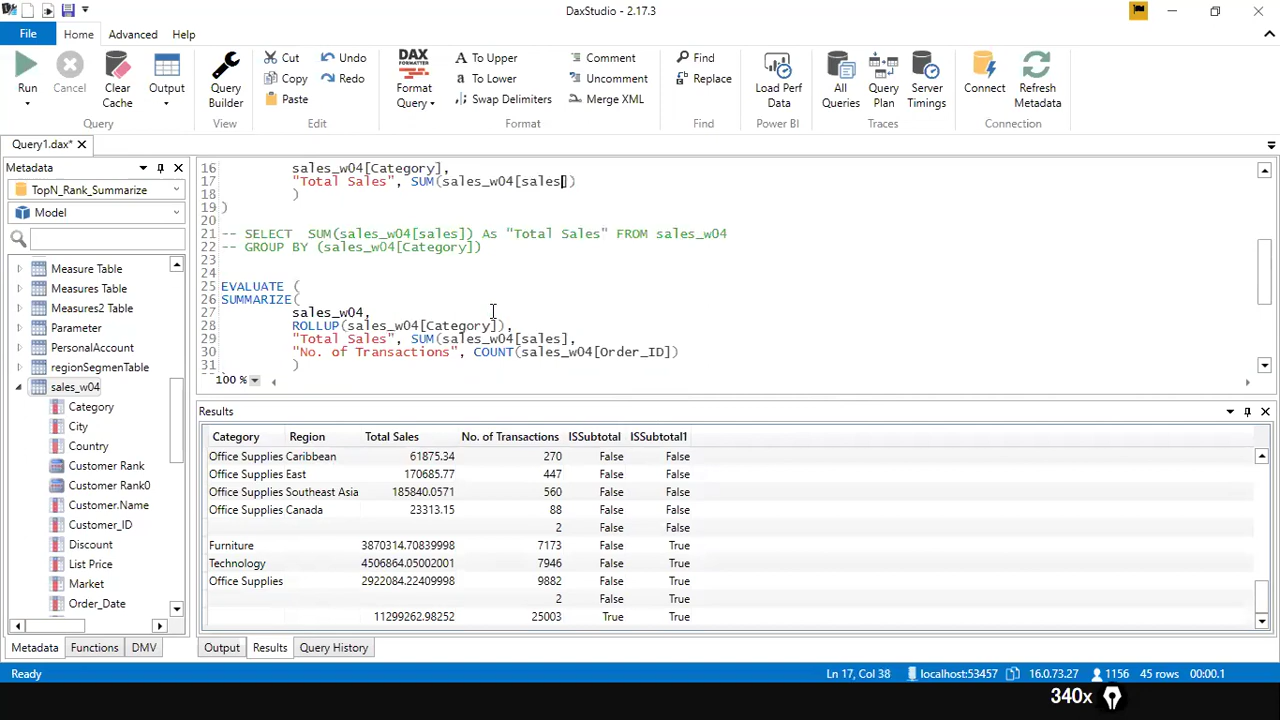 DaxStudio - 2.17.3
File Home Advanced Help
Run Cancel Clear Cache Output Query Builder Cut Copy Paste Undo Redo DAX FORMATTER Format Query To Upper To Lower Swap Delimiters Comment Uncomment Merge XML Find Replace Load Perf Data All Queries Query Plan Server Timings Connect Refresh Metadata
Query View Edit Format Find Power BI Traces Connection
Query1.dax*
Metadata
TopN_Rank_Summarize
Model
Measure Table
Measures Table
Measures2 Table
Parameter
PersonalAccount
regionSegmentTable
sales_w04
Category
City
Country
Customer Rank
Customer Rank0
Customer.Name
Customer_ID
Discount
List Price
Market
Order_Date
Metadata Functions DMV
16 sales_w04[Category],
17 "Total Sales", SUM(sales_w04[sales])
18 )
19 )
20
21 -- SELECT SUM(sales_w04[sales]) As "Total Sales" FROM sales_w04
22 -- GROUP BY (sales_w04[Category])
23
24
25 EVALUATE (
26 SUMMARIZE(
27 sales_w04,
28 ROLLUP(sales_w04[Category]),
29 "Total Sales", SUM(sales_w04[sales],
30 "No. of Transactions", COUNT(sales_w04[Order_ID])
31 )
100 %
Results
Category Region Total Sales No. of Transactions ISSubtotal ISSubtotal1
Office Supplies Caribbean 61875.34 270 False False
Office Supplies East 170685.77 447 False False
Office Supplies Southeast Asia 185840.0571 560 False False
Office Supplies Canada 23313.15 88 False False
2 False False
Furniture 3870314.70839998 7173 False True
Technology 4506864.05002001 7946 False True
Office Supplies 2922084.22409998 9882 False True
2 False True
11299262.98252 25003 True True
Output Results Query History
Ready Ln 17, Col 38 localhost:53457 16.0.73.27 1156 45 rows 00:00.1
340x